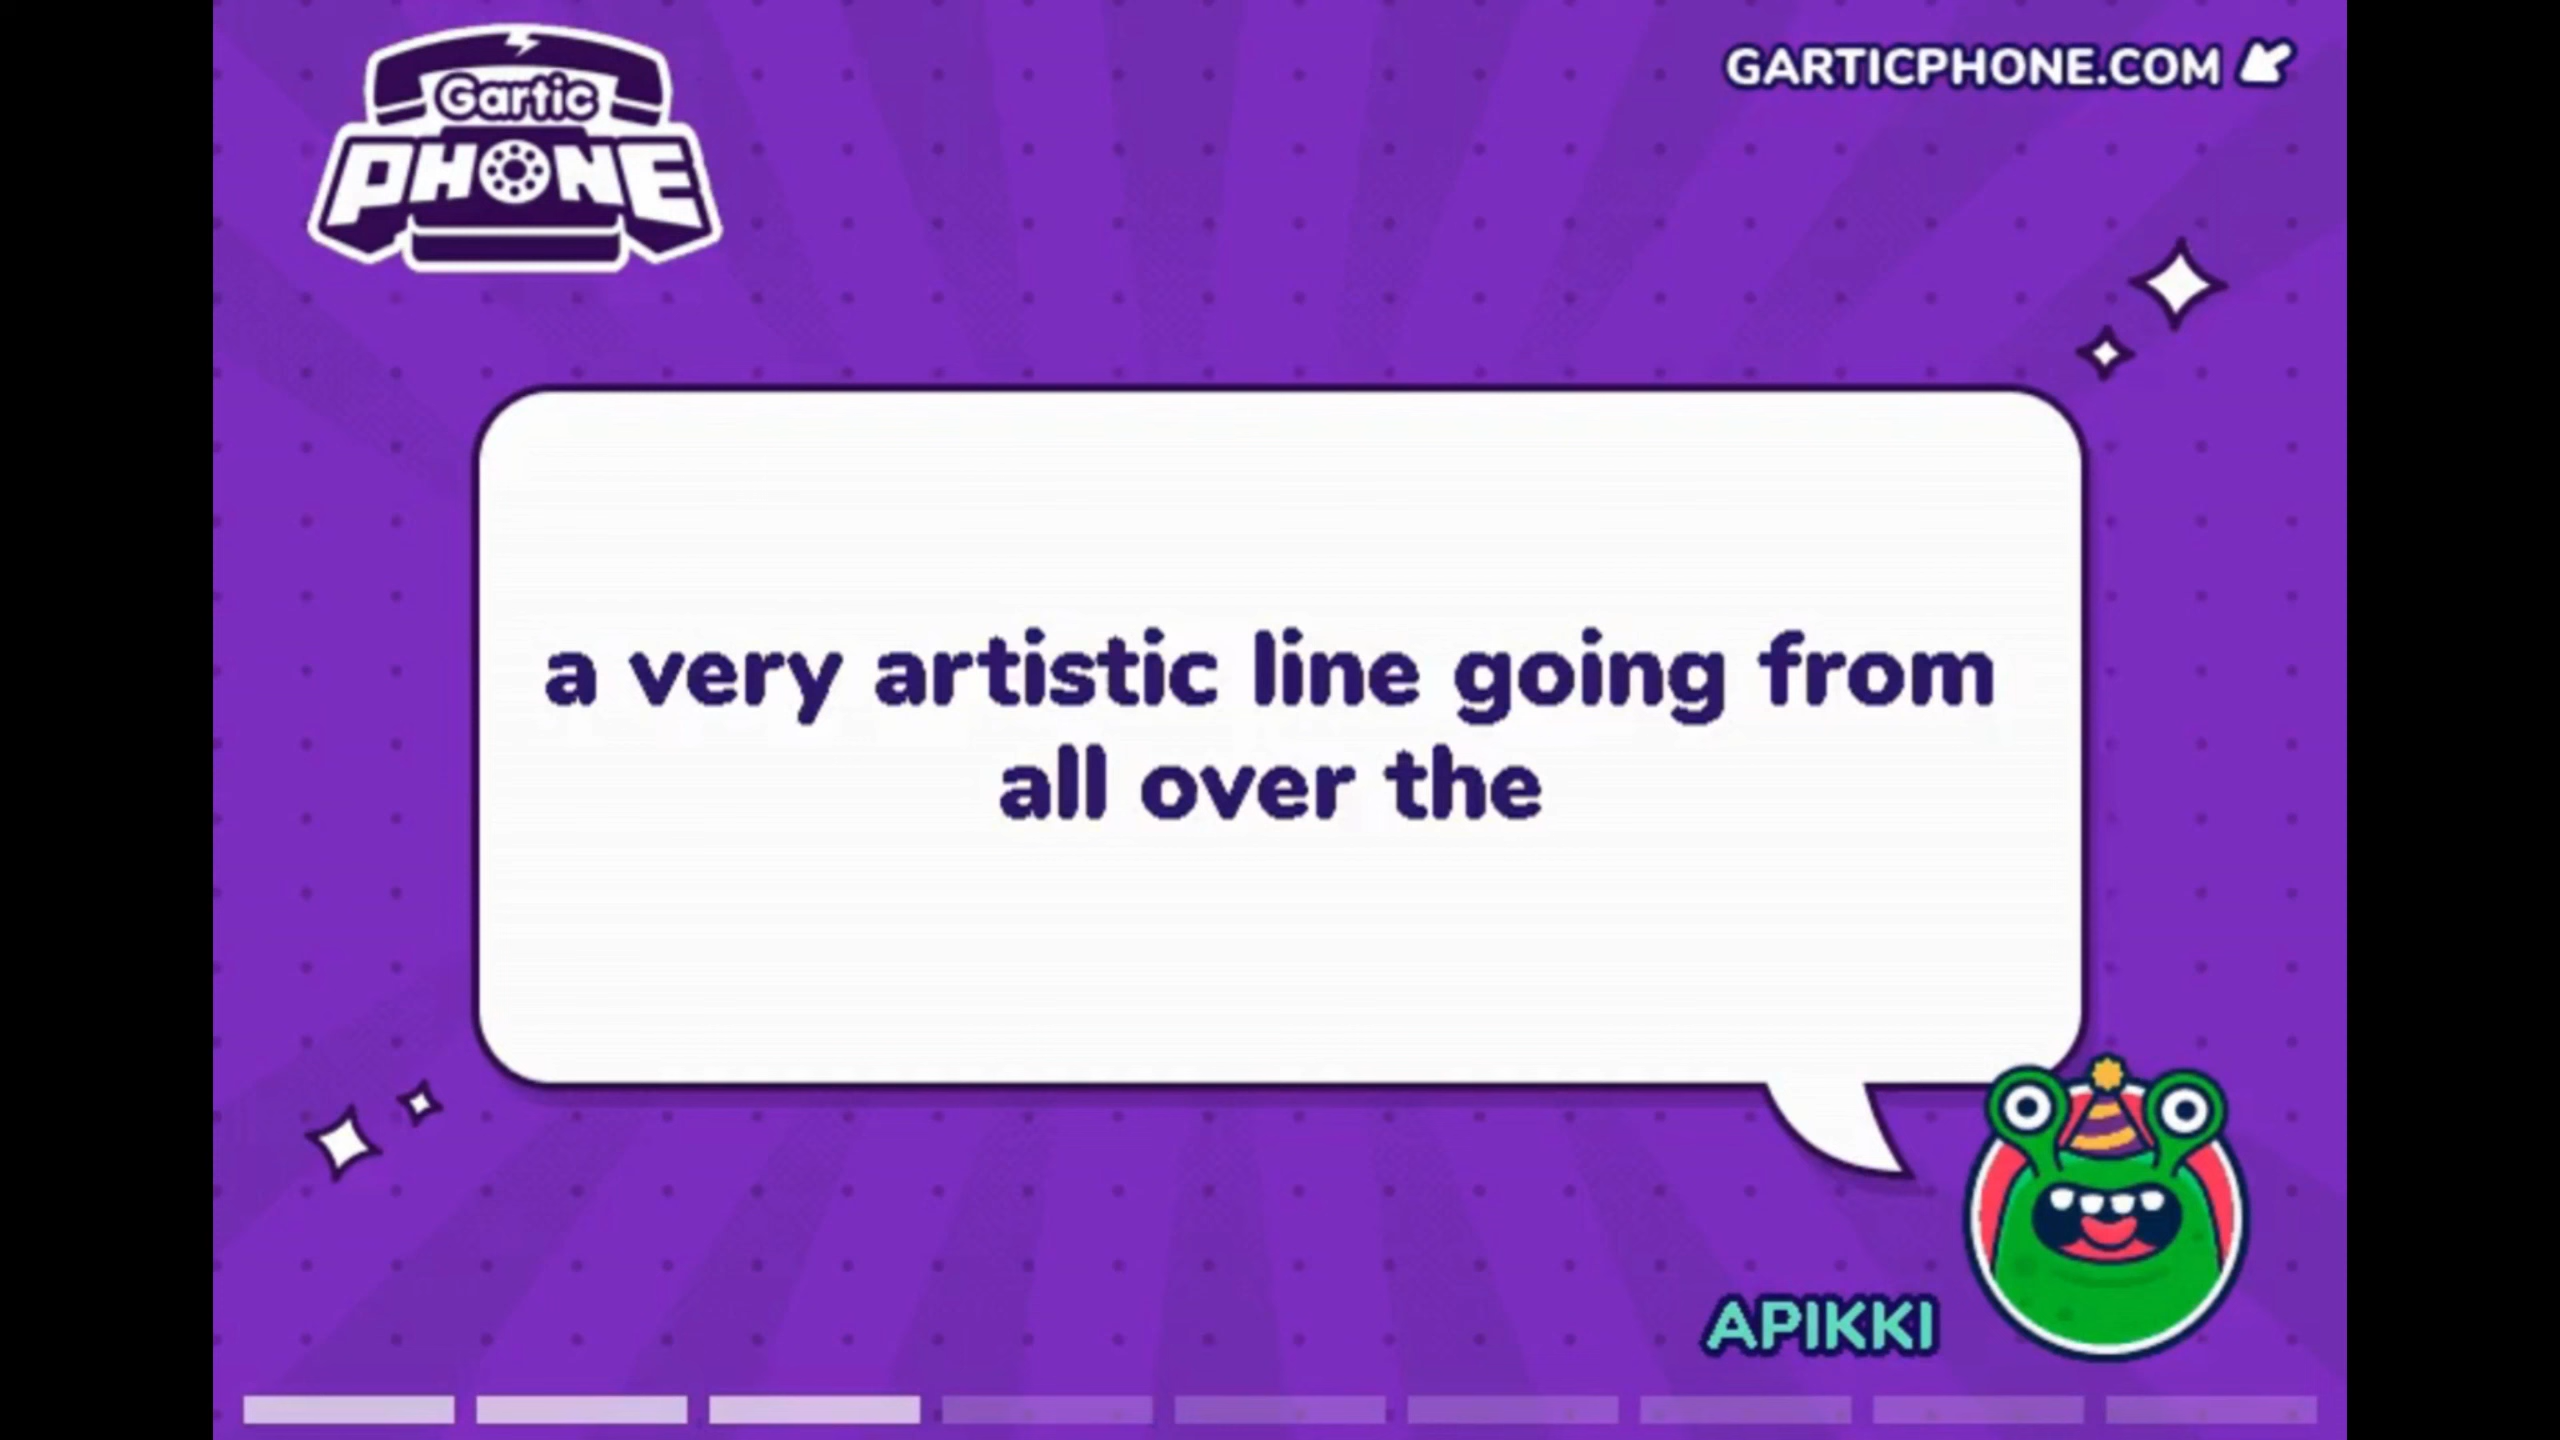 Gartic
PHONE
GARTICPHONE.COM
a very artistic line going from
all over the
APIKKI